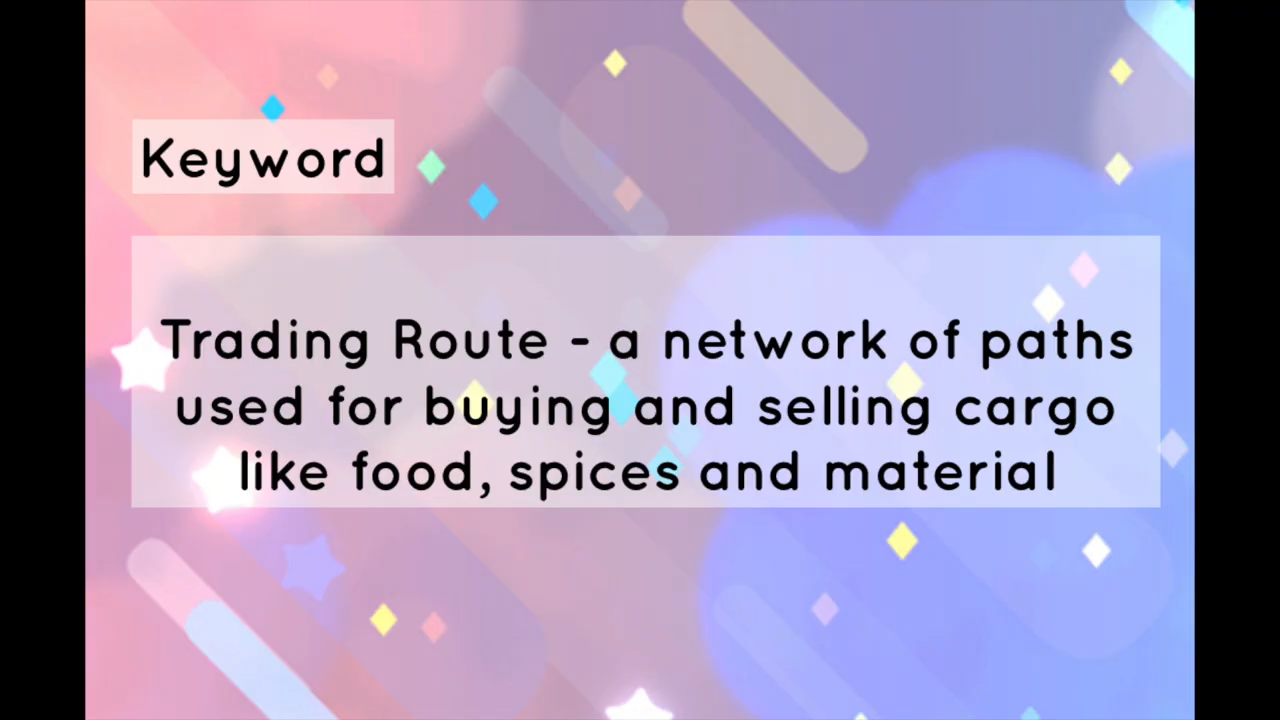 Keyword
Trading Route - a network of paths
used for buying and selling cargo
like food, spices and material